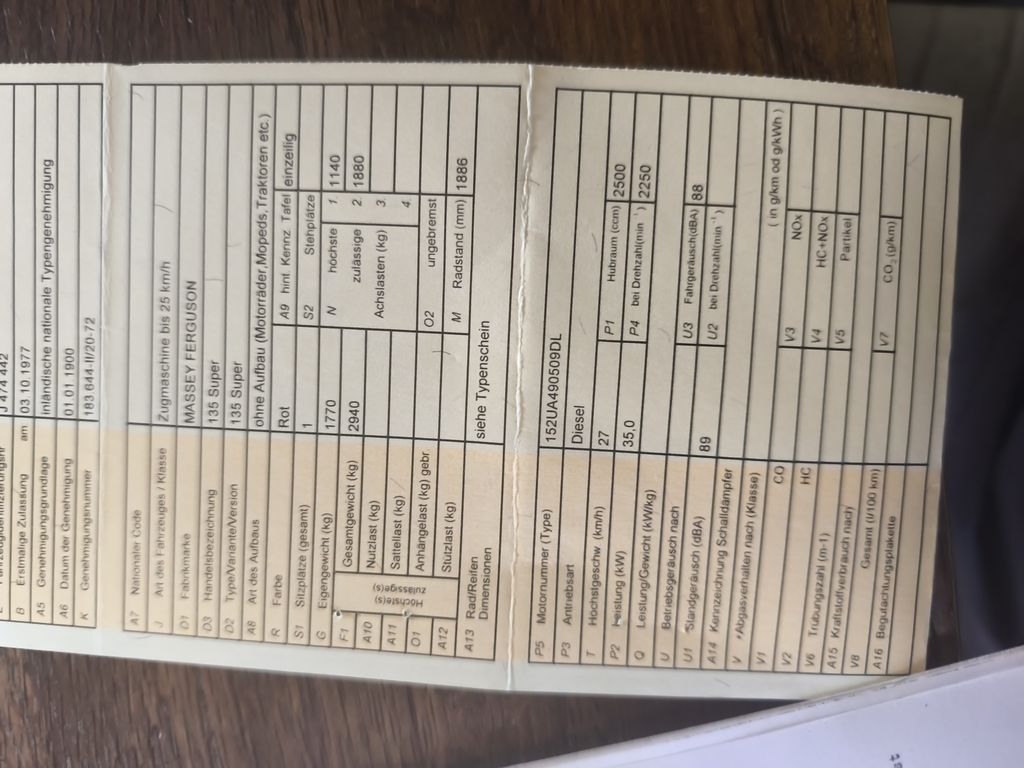 J 474 442
B Erstmalige Zulassung am 03.10.1977
A5 Genehmigungsgrundlage inländische nationale Typengenehmigung
A6 Datum der Genehmigung 01.01.1900
K Genehmigungsnummer 183 644-II/20-72
A7 Nationaler Code
J Art des Fahrzeuges / Klasse Zugmaschine bis 25 km/h
D1 Fabrikmarke MASSEY FERGUSON
D3 Handelsbezeichnung 135 Super
D2 Type/Variante/Version 135 Super
A8 Art des Aufbaus ohne Aufbau (Motorräder,Mopeds,Traktoren etc.)
R Farbe Rot A9 hint. Kennz. Tafel einzeilig
S1 Sitzplätze (gesamt) 1 S2 Stehplätze
G Eigengewicht (kg) 1770 N höchste 1. 1140
Höchste(s) zulässige(s)
F1 Gesamtgewicht (kg) 2940 zulässige 2. 1880
A10 Nutzlast (kg) Achslasten (kg) 3.
A11 Sattellast (kg) 4.
O1 Anhängelast (kg) gebr. O2 ungebremst
A12 Stützlast (kg) M Radstand (mm) 1886
A13 Rad/Reifen Dimensionen siehe Typenschein
P5 Motornummer (Type) 152UA490509DL
P3 Antriebsart Diesel
T Höchstgeschw (km/h) 27 P1 Hubraum (ccm) 2500
P2 Leistung (kW) 35,0 P4 bei Drehzahl(min⁻¹) 2250
Q Leistung/Gewicht (kW/kg)
U Betriebsgeräusch nach U3 Fahrgeräusch(dBA) 88
U1 *Standgeräusch (dBA) 89 U2 bei Drehzahl(min⁻¹)
A14 Kennzeichnung Schalldämpfer
V *Abgasverhalten nach (Klasse)
V1 CO V3 NOx ( in g/km od g/kWh )
V2 HC V4 HC+NOx
V6 Trübungszahl (m-1) V5 Partikel
A15 Kraftstoffverbrauch nach)
V8 Gesamt (l/100 km) V7 CO₂ (g/km)
A16 Begutachtungsplakette